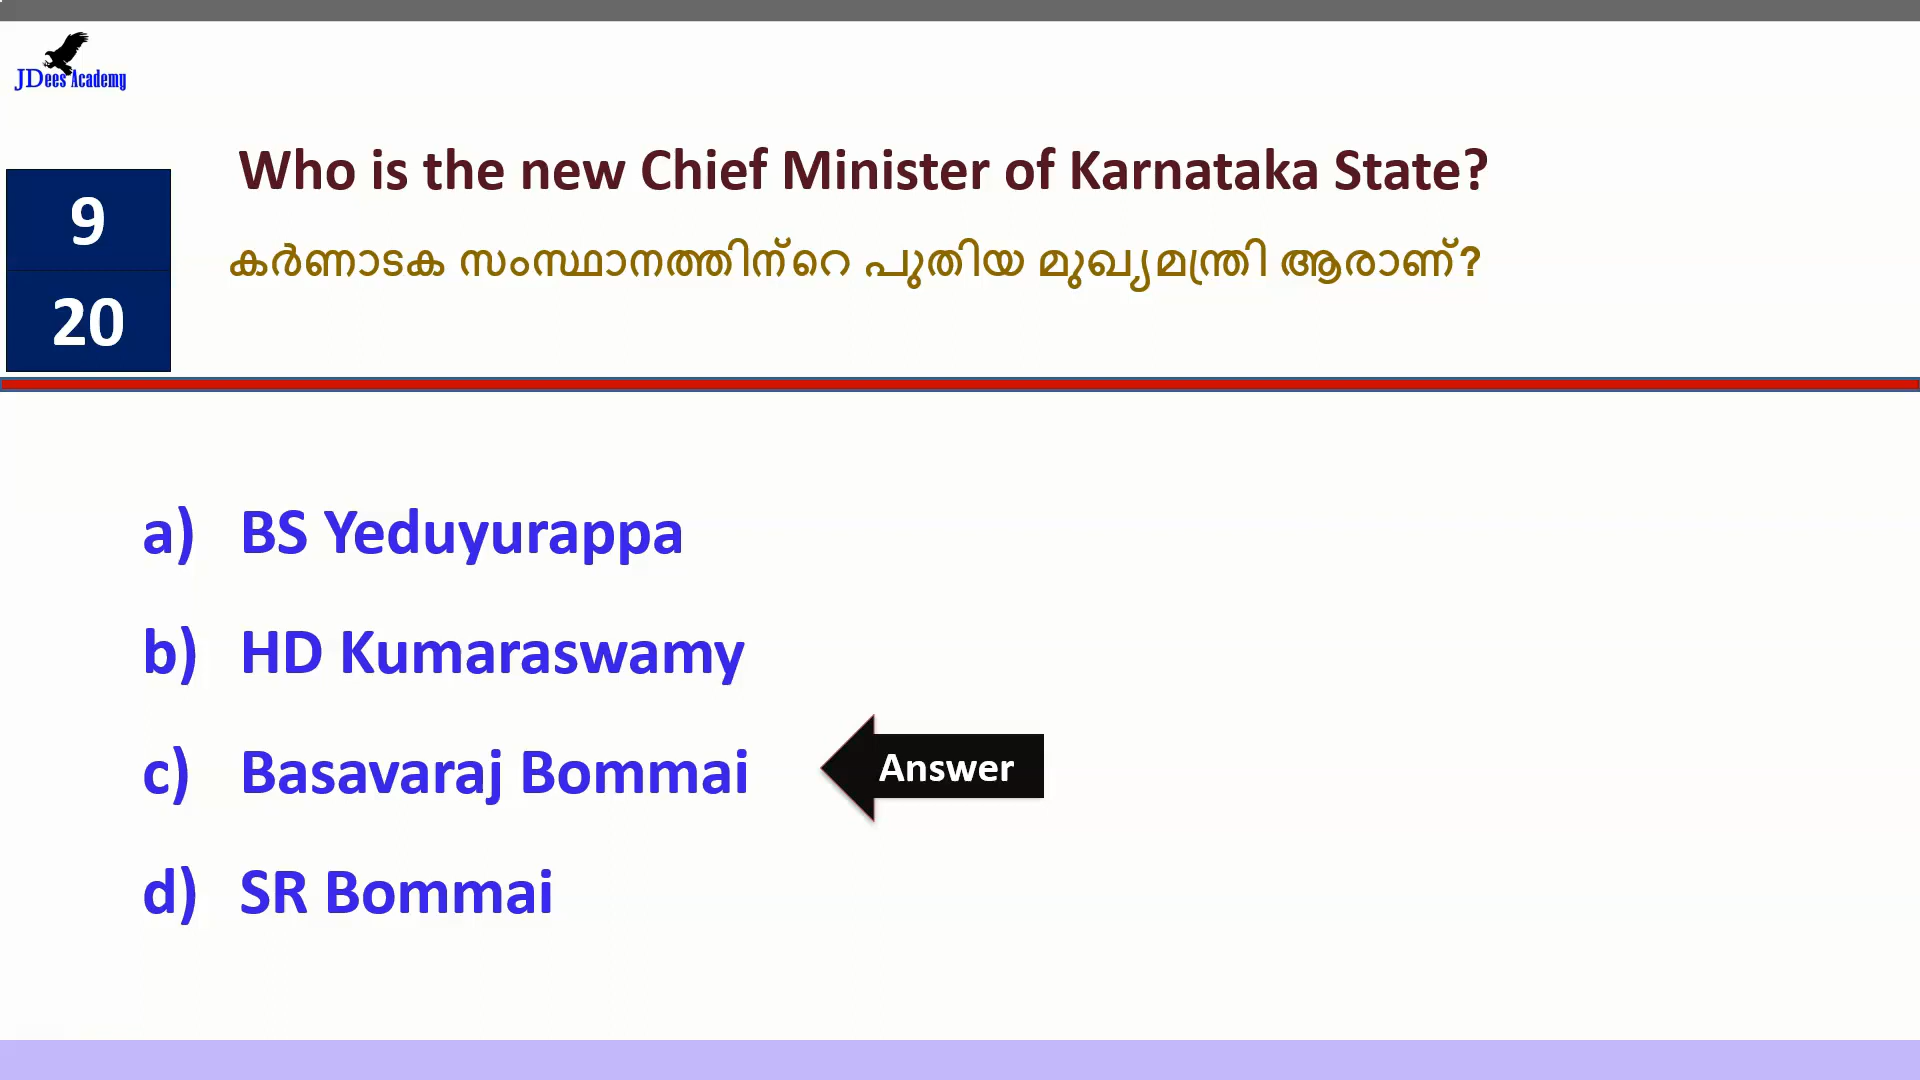 JDees Academy
Who is the new Chief Minister of Karnataka State?
9
കർണാടക സംസ്ഥാനത്തിന്റെ പുതിയ മുഖ്യമന്ത്രി ആരാണ്?
20
a) BS Yeduyurappa
b) HD Kumaraswamy
c) Basavaraj Bommai
Answer
d) SR Bommai